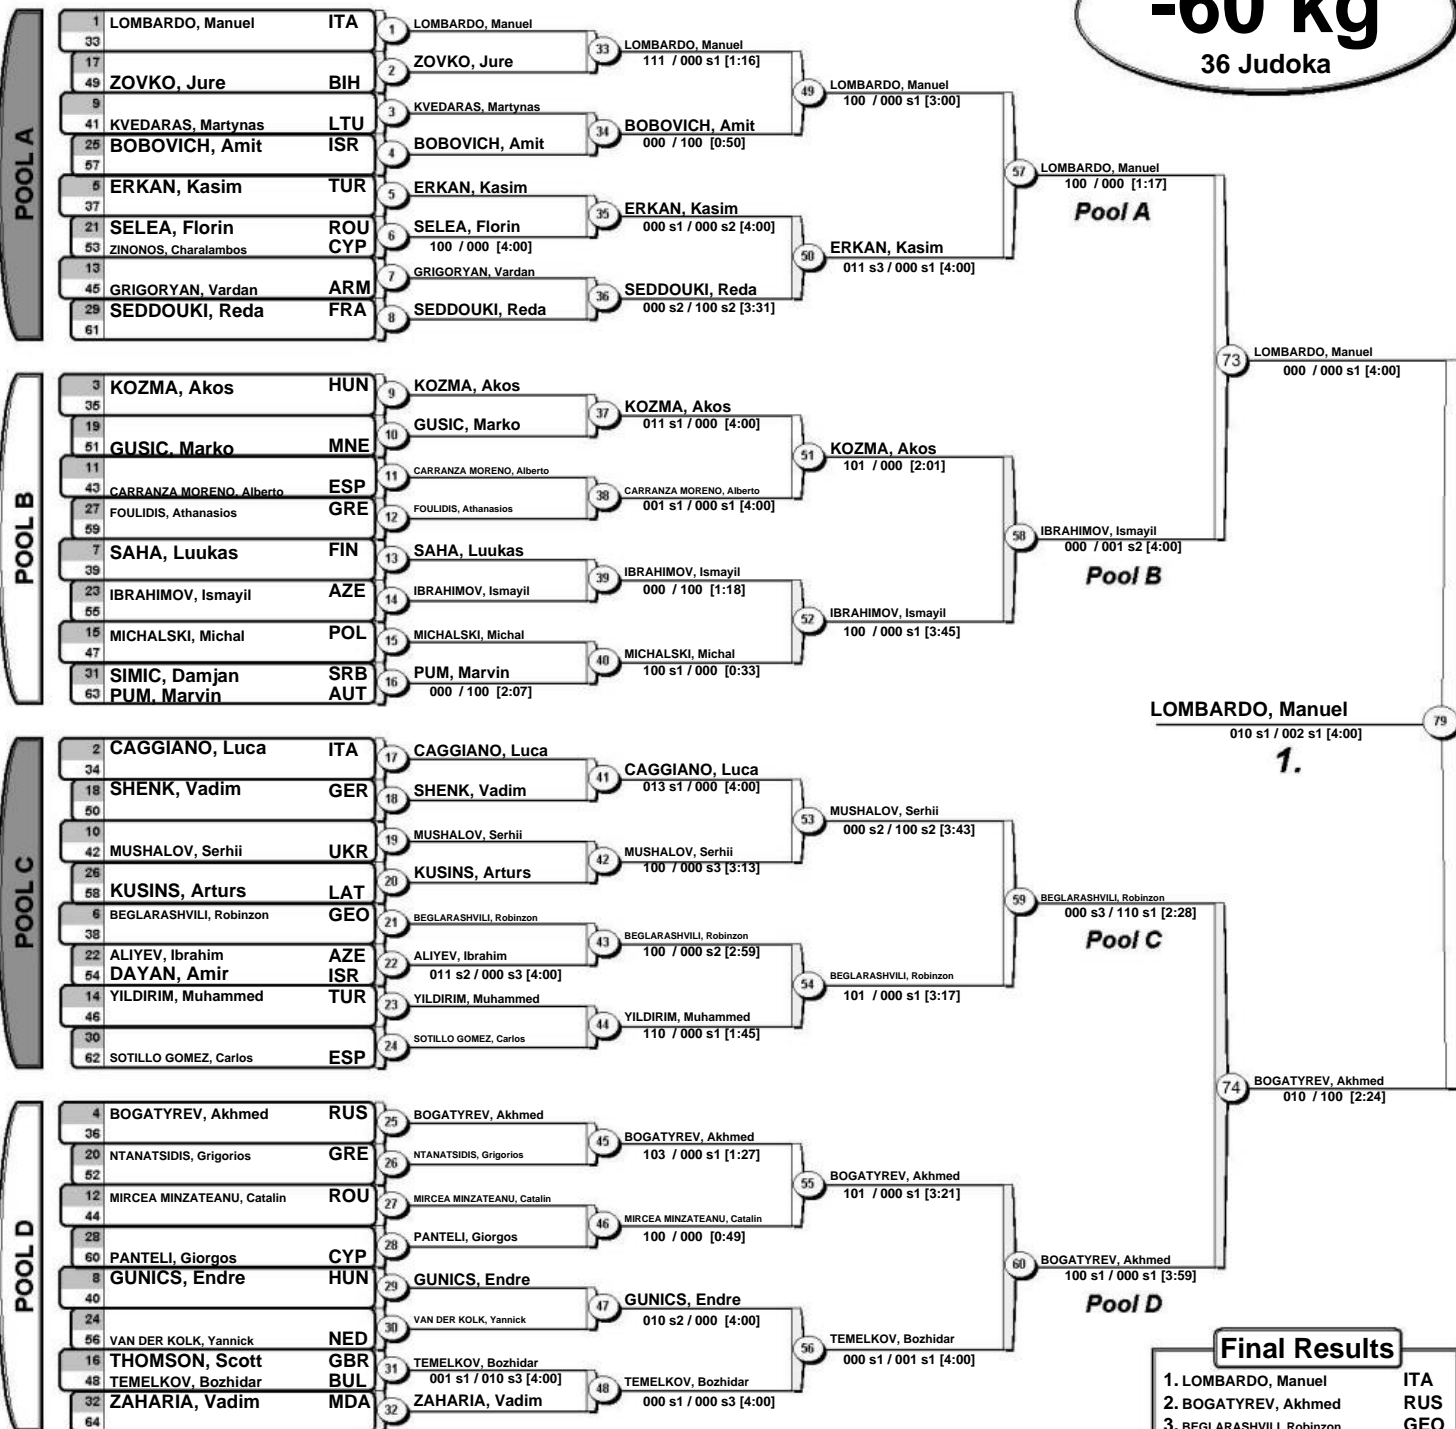 -60 kg
36 Judoka
POOL A
1 LOMBARDO, Manuel ITA
33
17
49 ZOVKO, Jure BIH
9
41 KVEDARAS, Martynas LTU
25 BOBOVICH, Amit ISR
57
5 ERKAN, Kasim TUR
37
21 SELEA, Florin ROU
53 ZINONOS, Charalambos CYP
13
45 GRIGORYAN, Vardan ARM
29 SEDDOUKI, Reda FRA
61
1 LOMBARDO, Manuel
2 ZOVKO, Jure
3 KVEDARAS, Martynas
4 BOBOVICH, Amit
5 ERKAN, Kasim
6 SELEA, Florin
100 / 000 [4:00]
7 GRIGORYAN, Vardan
8 SEDDOUKI, Reda
33 LOMBARDO, Manuel
111 / 000 s1 [1:16]
34 BOBOVICH, Amit
000 / 100 [0:50]
35 ERKAN, Kasim
000 s1 / 000 s2 [4:00]
36 SEDDOUKI, Reda
000 s2 / 100 s2 [3:31]
49 LOMBARDO, Manuel
100 / 000 s1 [3:00]
50 ERKAN, Kasim
011 s3 / 000 s1 [4:00]
57 LOMBARDO, Manuel
100 / 000 [1:17]
Pool A
POOL B
3 KOZMA, Akos HUN
35
19
51 GUSIC, Marko MNE
11
43 CARRANZA MORENO, Alberto ESP
27 FOULIDIS, Athanasios GRE
59
7 SAHA, Luukas FIN
39
23 IBRAHIMOV, Ismayil AZE
55
15 MICHALSKI, Michal POL
47
31 SIMIC, Damjan SRB
63 PUM, Marvin AUT
9 KOZMA, Akos
10 GUSIC, Marko
11 CARRANZA MORENO, Alberto
12 FOULIDIS, Athanasios
13 SAHA, Luukas
14 IBRAHIMOV, Ismayil
15 MICHALSKI, Michal
16 PUM, Marvin
000 / 100 [2:07]
37 KOZMA, Akos
011 s1 / 000 [4:00]
38 CARRANZA MORENO, Alberto
001 s1 / 000 s1 [4:00]
39 IBRAHIMOV, Ismayil
000 / 100 [1:18]
40 MICHALSKI, Michal
100 s1 / 000 [0:33]
51 KOZMA, Akos
101 / 000 [2:01]
52 IBRAHIMOV, Ismayil
100 / 000 s1 [3:45]
58 IBRAHIMOV, Ismayil
000 / 001 s2 [4:00]
Pool B
73 LOMBARDO, Manuel
000 / 000 s1 [4:00]
LOMBARDO, Manuel 79
010 s1 / 002 s1 [4:00]
1.
POOL C
2 CAGGIANO, Luca ITA
34
18 SHENK, Vadim GER
50
10
42 MUSHALOV, Serhii UKR
26
58 KUSINS, Arturs LAT
6 BEGLARASHVILI, Robinzon GEO
38
22 ALIYEV, Ibrahim AZE
54 DAYAN, Amir ISR
14 YILDIRIM, Muhammed TUR
46
30
62 SOTILLO GOMEZ, Carlos ESP
17 CAGGIANO, Luca
18 SHENK, Vadim
19 MUSHALOV, Serhii
20 KUSINS, Arturs
21 BEGLARASHVILI, Robinzon
22 ALIYEV, Ibrahim
011 s2 / 000 s3 [4:00]
23 YILDIRIM, Muhammed
24 SOTILLO GOMEZ, Carlos
41 CAGGIANO, Luca
013 s1 / 000 [4:00]
42 MUSHALOV, Serhii
100 / 000 s3 [3:13]
43 BEGLARASHVILI, Robinzon
100 / 000 s2 [2:59]
44 YILDIRIM, Muhammed
110 / 000 s1 [1:45]
53 MUSHALOV, Serhii
000 s2 / 100 s2 [3:43]
54 BEGLARASHVILI, Robinzon
101 / 000 s1 [3:17]
59 BEGLARASHVILI, Robinzon
000 s3 / 110 s1 [2:28]
Pool C
POOL D
4 BOGATYREV, Akhmed RUS
36
20 NTANATSIDIS, Grigorios GRE
52
12 MIRCEA MINZATEANU, Catalin ROU
44
28
60 PANTELI, Giorgos CYP
8 GUNICS, Endre HUN
40
24
56 VAN DER KOLK, Yannick NED
16 THOMSON, Scott GBR
48 TEMELKOV, Bozhidar BUL
32 ZAHARIA, Vadim MDA
64
25 BOGATYREV, Akhmed
26 NTANATSIDIS, Grigorios
27 MIRCEA MINZATEANU, Catalin
28 PANTELI, Giorgos
29 GUNICS, Endre
30 VAN DER KOLK, Yannick
31 TEMELKOV, Bozhidar
001 s1 / 010 s3 [4:00]
32 ZAHARIA, Vadim
45 BOGATYREV, Akhmed
103 / 000 s1 [1:27]
46 MIRCEA MINZATEANU, Catalin
100 / 000 [0:49]
47 GUNICS, Endre
010 s2 / 000 [4:00]
48 TEMELKOV, Bozhidar
000 s1 / 000 s3 [4:00]
55 BOGATYREV, Akhmed
101 / 000 s1 [3:21]
56 TEMELKOV, Bozhidar
000 s1 / 001 s1 [4:00]
60 BOGATYREV, Akhmed
100 s1 / 000 s1 [3:59]
Pool D
74 BOGATYREV, Akhmed
010 / 100 [2:24]
Final Results
1. LOMBARDO, Manuel ITA
2. BOGATYREV, Akhmed RUS
3. BEGLARASHVILI, Robinzon GEO